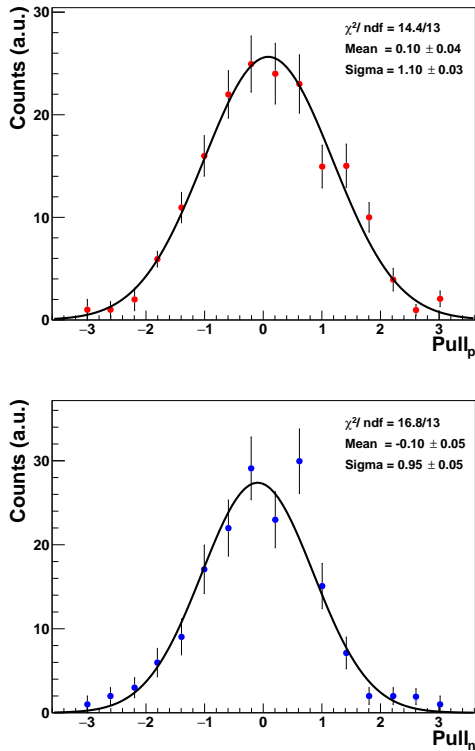 30
χ²/ ndf = 14.4/13
Mean = 0.10 ± 0.04
Sigma = 1.10 ± 0.03
Counts (a.u.)
20
10
0
−3 −2 −1 0 1 2 3
Pull_p
χ²/ ndf = 16.8/13
Mean = -0.10 ± 0.05
Sigma = 0.95 ± 0.05
Counts (a.u.)
30
20
10
0
−3 −2 −1 0 1 2 3
Pull_n